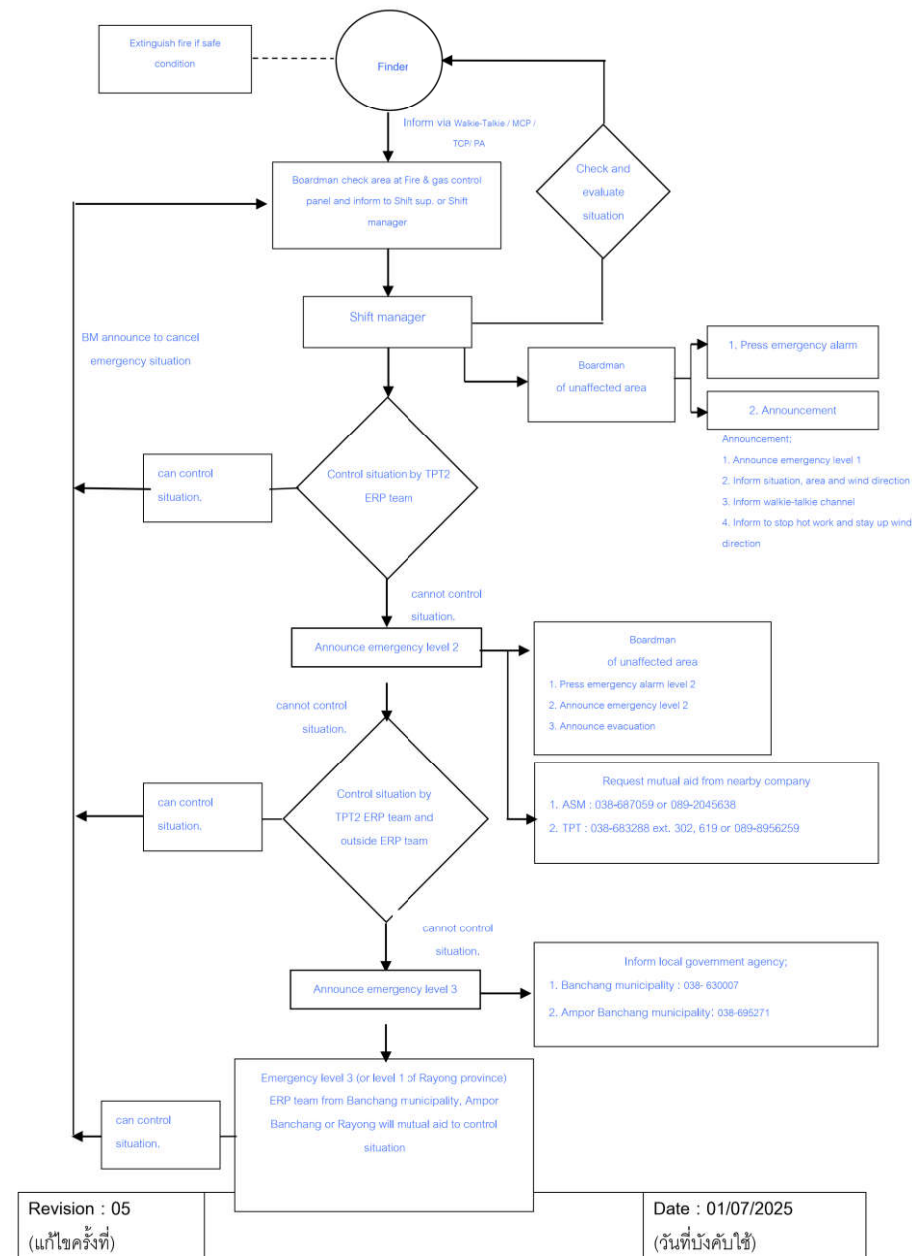 Extinguish fire if safe
condition
Finder
Inform via Walkie-Talkie / MCP /
TCP/ PA
Check and
evaluate
situation
Boardman check area at Fire & gas control
panel and inform to Shift sup. or Shift
manager
Shift manager
BM announce to cancel
emergency situation
Boardman
of unaffected area
1. Press emergency alarm
2. Announcement
Announcement;
1. Announce emergency level 1
2. Inform situation, area and wind direction
3. Inform walkie-talkie channel
4. Inform to stop hot work and stay up wind
direction
can control
situation.
Control situation by TPT2
ERP team
cannot control
situation.
Announce emergency level 2
Boardman
of unaffected area
1. Press emergency alarm level 2
2. Announce emergency level 2
3. Announce evacuation
cannot control
situation.
Request mutual aid from nearby company
1. ASM : 038-687059 or 089-2045638
2. TPT : 038-683288 ext. 302, 619 or 089-8956259
can control
situation.
Control situation by
TPT2 ERP team and
outside ERP team
cannot control
situation.
Announce emergency level 3
Inform local government agency;
1. Banchang municipality : 038- 630007
2. Ampor Banchang municipality: 038-695271
Emergency level 3 (or level 1 of Rayong province)
ERP team from Banchang municipality, Ampor
Banchang or Rayong will mutual aid to control
situation
can control
situation.
Revision : 05
(แก้ไขครั้งที่)
Date : 01/07/2025
(วันที่บังคับใช้)